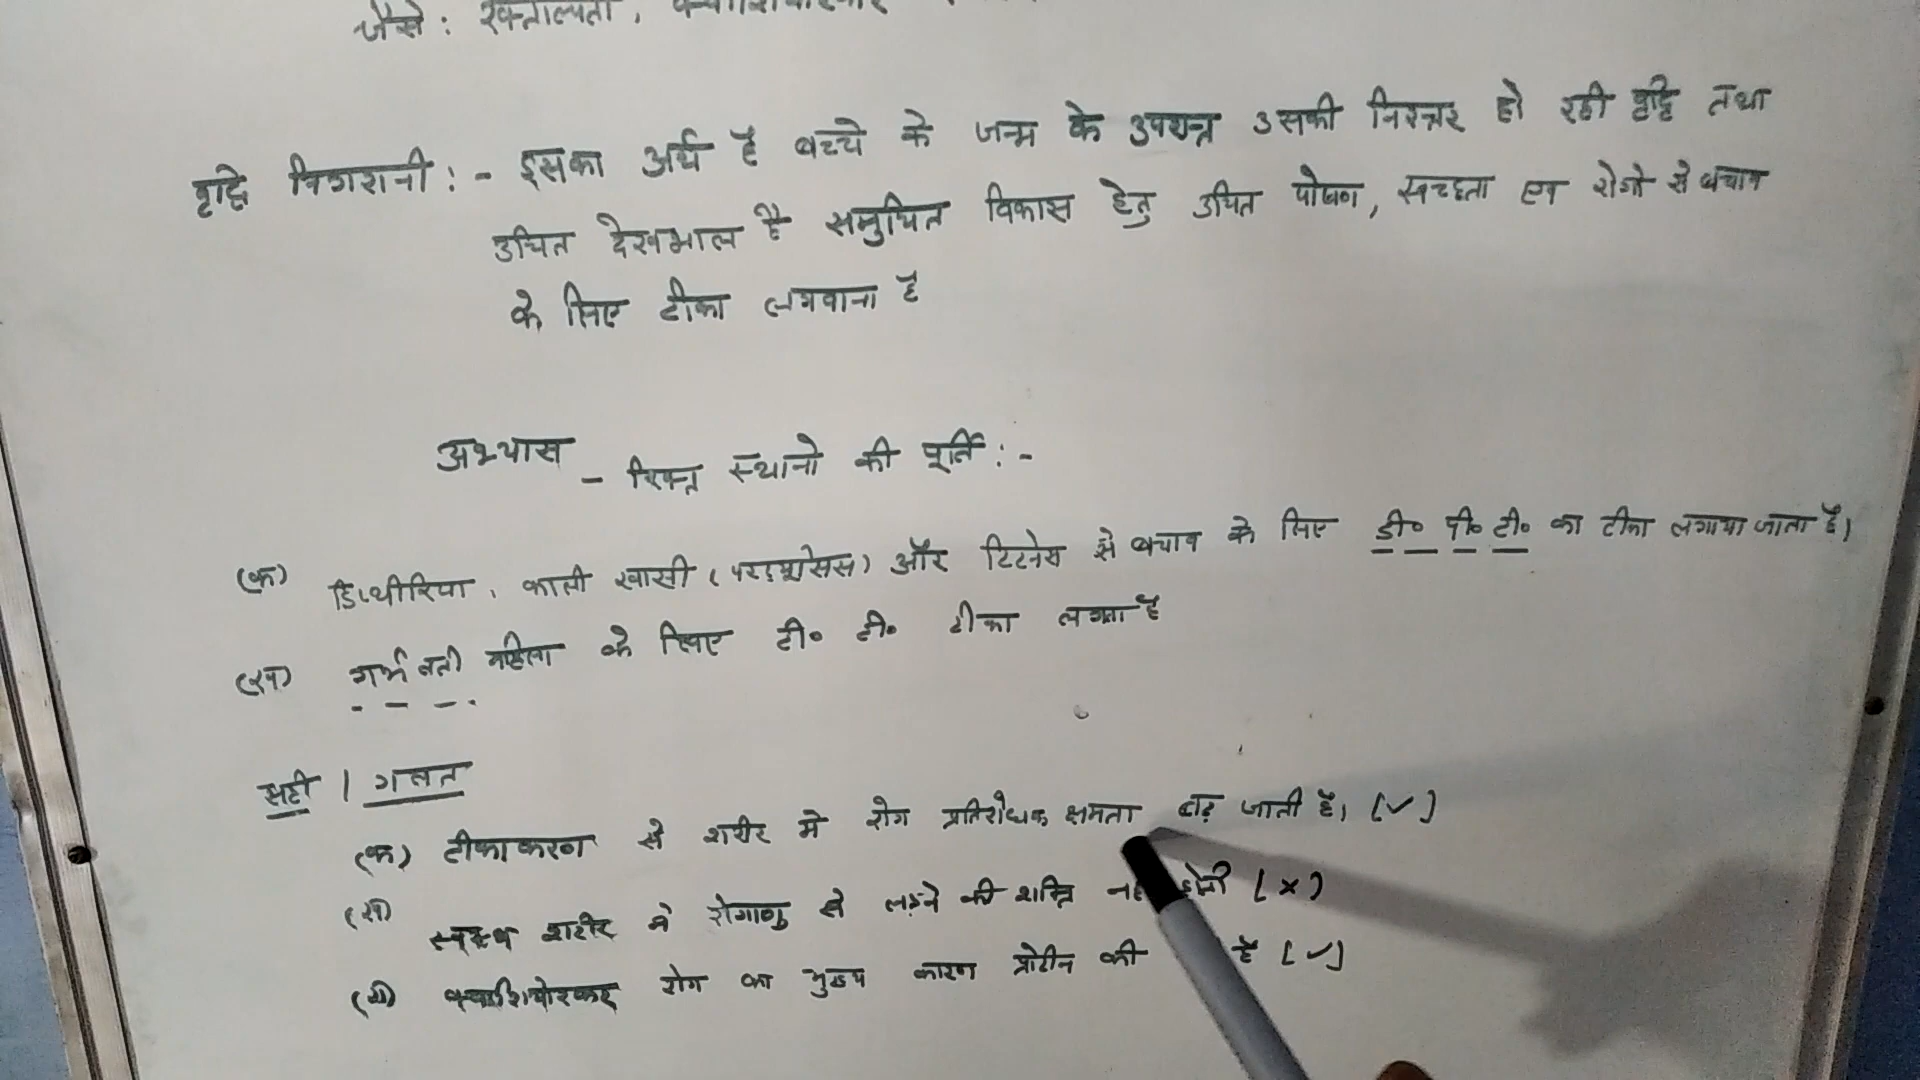 जैसे : रक्ताल्पता ,
वृद्धि निगरानी : - इसका अर्थ है बच्चे के जन्म के उपरान्त उसकी निरन्तर हो रही वृद्धि तथा
उचित देखभाल है समुचित विकास हेतु उचित पोषण , स्वच्छता एव रोगो से बचाव
के लिए टीका लगवाना है
अभ्यास - रिक्त स्थानो की पूर्ति : -
(क) डिप्थीरिया , काली खासी ( परटूसेस ) और टिटनेस से बचाव के लिए डी० पी० टी० का टीका लगाया जाता है।
(ख) गर्भवती महिला के लिए टी० टी० टीका लगता है
सही / गलत
(क) टीकाकरण से शरीर मे रोग प्रतिरोधक क्षमता बढ़ जाती है। [✓]
(ख) स्वस्थ शरीर मे रोगाणु से लड़ने की शक्ति होती [×]
(ग) क्वाशियोरकर रोग का मुख्य कारण प्रोटीन की है [✓]